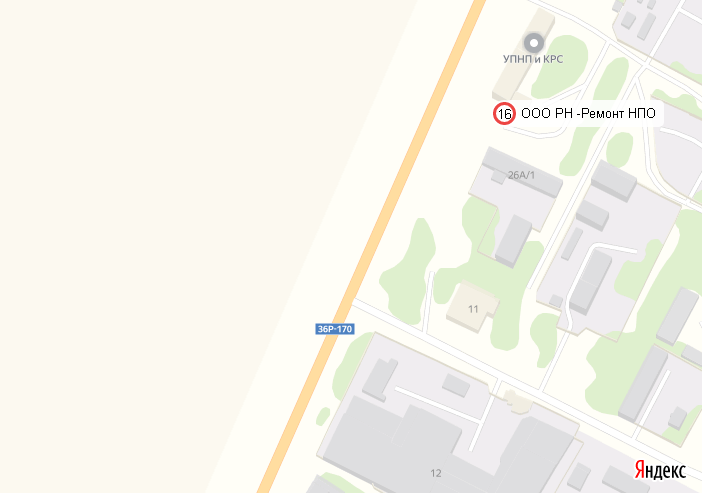 УПНП и КРС
16 ООО РН -Ремонт НПО
26А/1
11
36Р-170
12
Яндекс